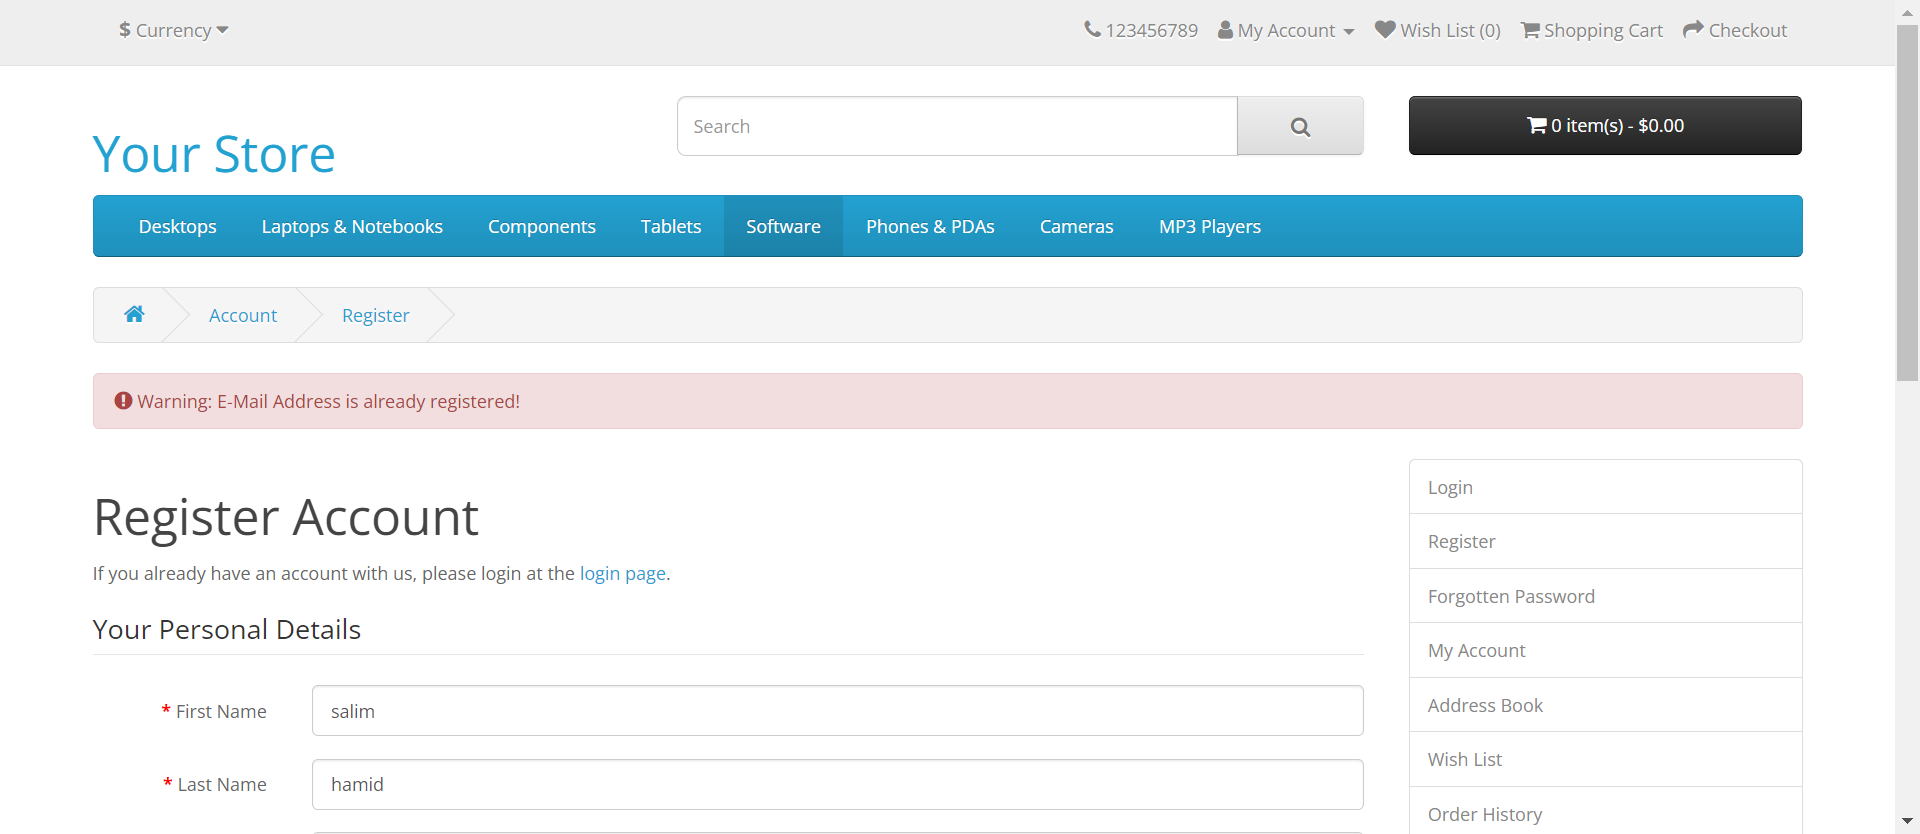 $ Currency
123456789 My Account Wish List (0) Shopping Cart Checkout
Your Store
Search
0 item(s) - $0.00
Desktops Laptops & Notebooks Components Tablets Software Phones & PDAs Cameras MP3 Players
Account Register
Warning: E-Mail Address is already registered!
Register Account
If you already have an account with us, please login at the login page.
Your Personal Details
* First Name salim
* Last Name hamid
Login
Register
Forgotten Password
My Account
Address Book
Wish List
Order History